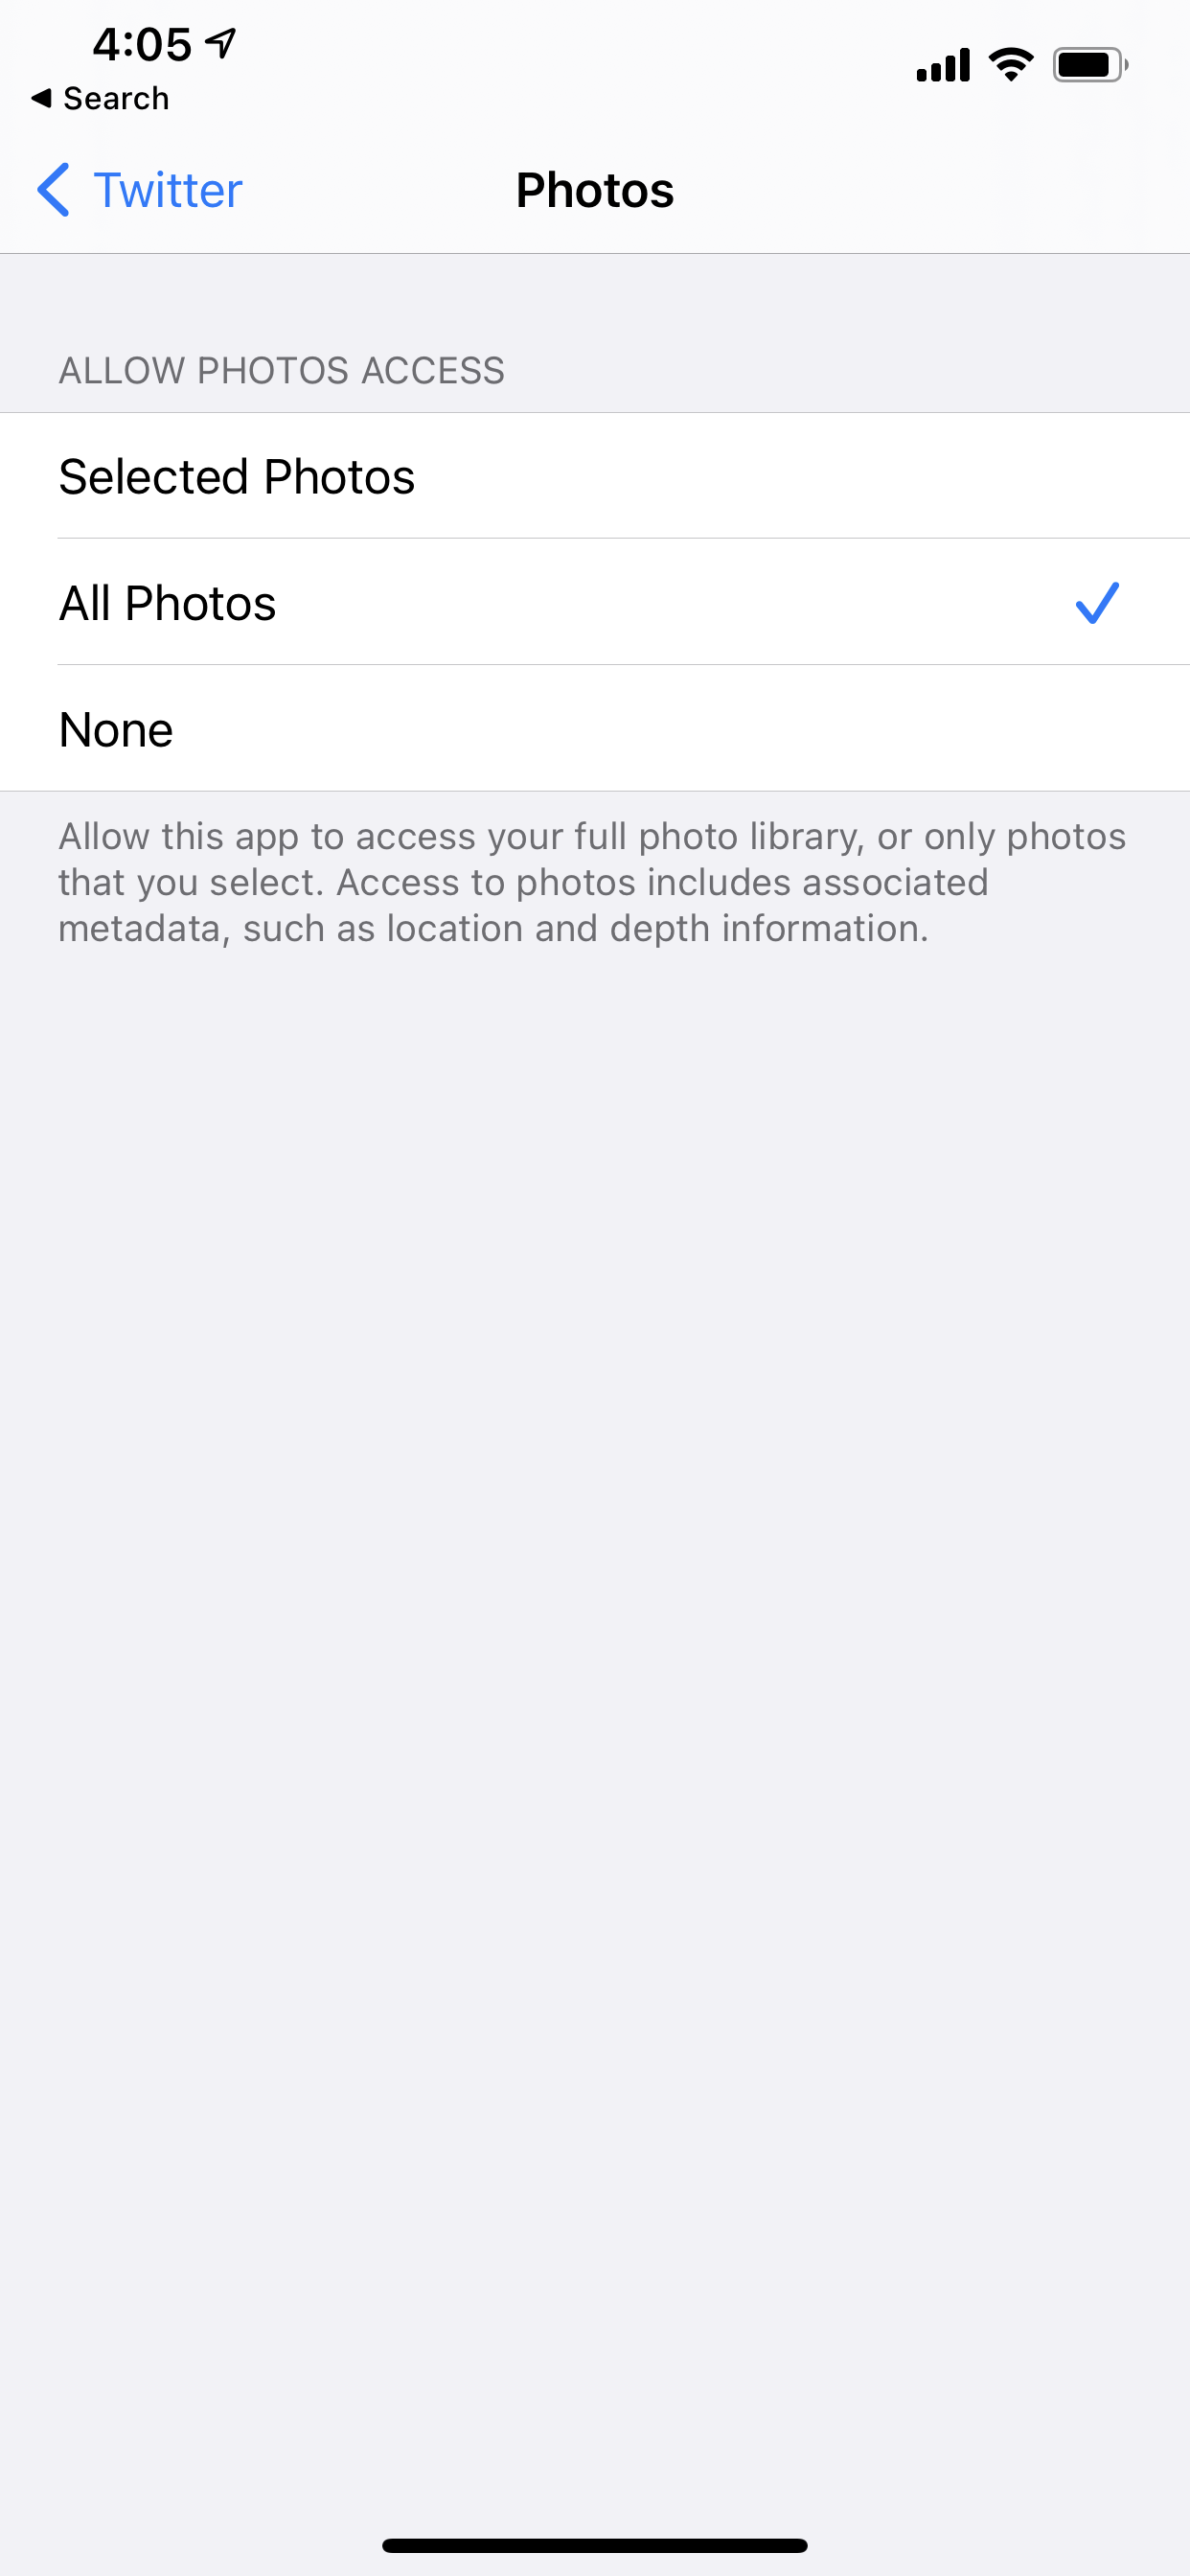 4:05
Search
Twitter
Photos
ALLOW PHOTOS ACCESS
Selected Photos
All Photos
None
Allow this app to access your full photo library, or only photos
that you select. Access to photos includes associated
metadata, such as location and depth information.